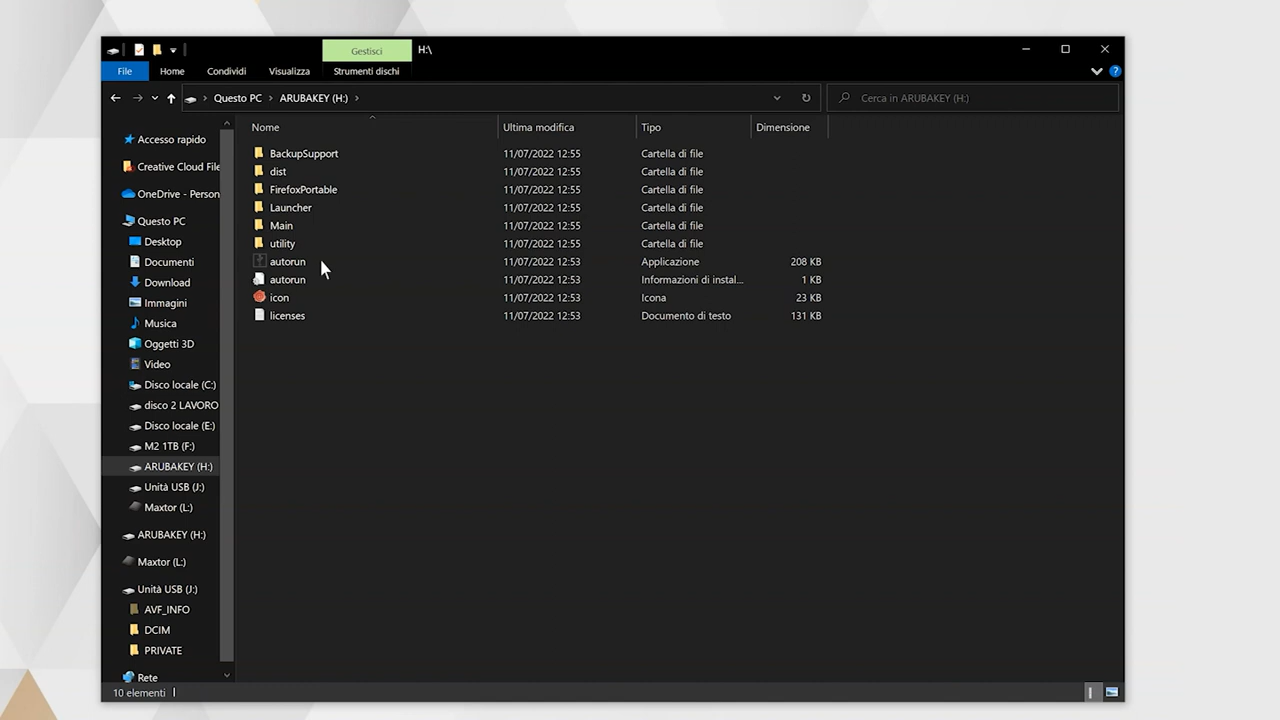 Gestisci H:\
File Home Condividi Visualizza Strumenti dischi
Questo PC ARUBAKEY (H:) Cerca in ARUBAKEY (H:)
Nome Ultima modifica Tipo Dimensione
Accesso rapido
Creative Cloud File
OneDrive - Person
Questo PC
Desktop
Documenti
Download
Immagini
Musica
Oggetti 3D
Video
Disco locale (C:)
disco 2 LAVORO
Disco locale (E:)
M2 1TB (F:)
ARUBAKEY (H:)
Unità USB (J:)
Maxtor (L:)
ARUBAKEY (H:)
Maxtor (L:)
Unità USB (J:)
AVF_INFO
DCIM
PRIVATE
Rete
BackupSupport 11/07/2022 12:55 Cartella di file
dist 11/07/2022 12:55 Cartella di file
FirefoxPortable 11/07/2022 12:55 Cartella di file
Launcher 11/07/2022 12:55 Cartella di file
Main 11/07/2022 12:55 Cartella di file
utility 11/07/2022 12:55 Cartella di file
autorun 11/07/2022 12:53 Applicazione 208 KB
autorun 11/07/2022 12:53 Informazioni di instal... 1 KB
icon 11/07/2022 12:53 Icona 23 KB
licenses 11/07/2022 12:53 Documento di testo 131 KB
10 elementi